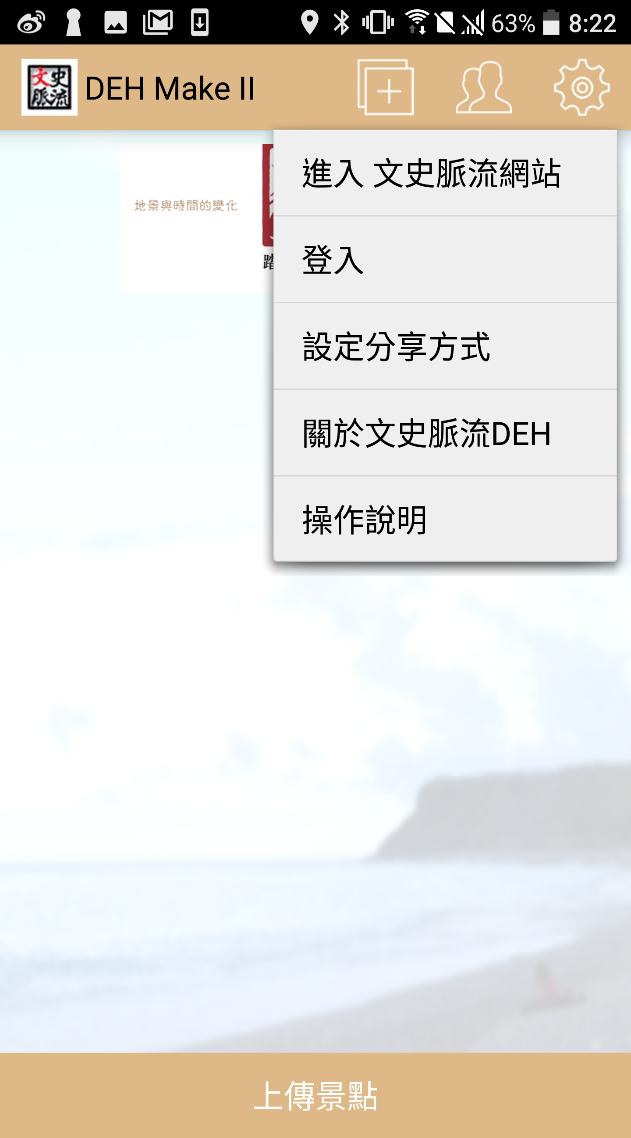 63%
8:22
文史
脈流
DEH Make II
進入 文史脈流網站
地景與時間的變化
登入
設定分享方式
關於文史脈流DEH
操作說明
上傳景點